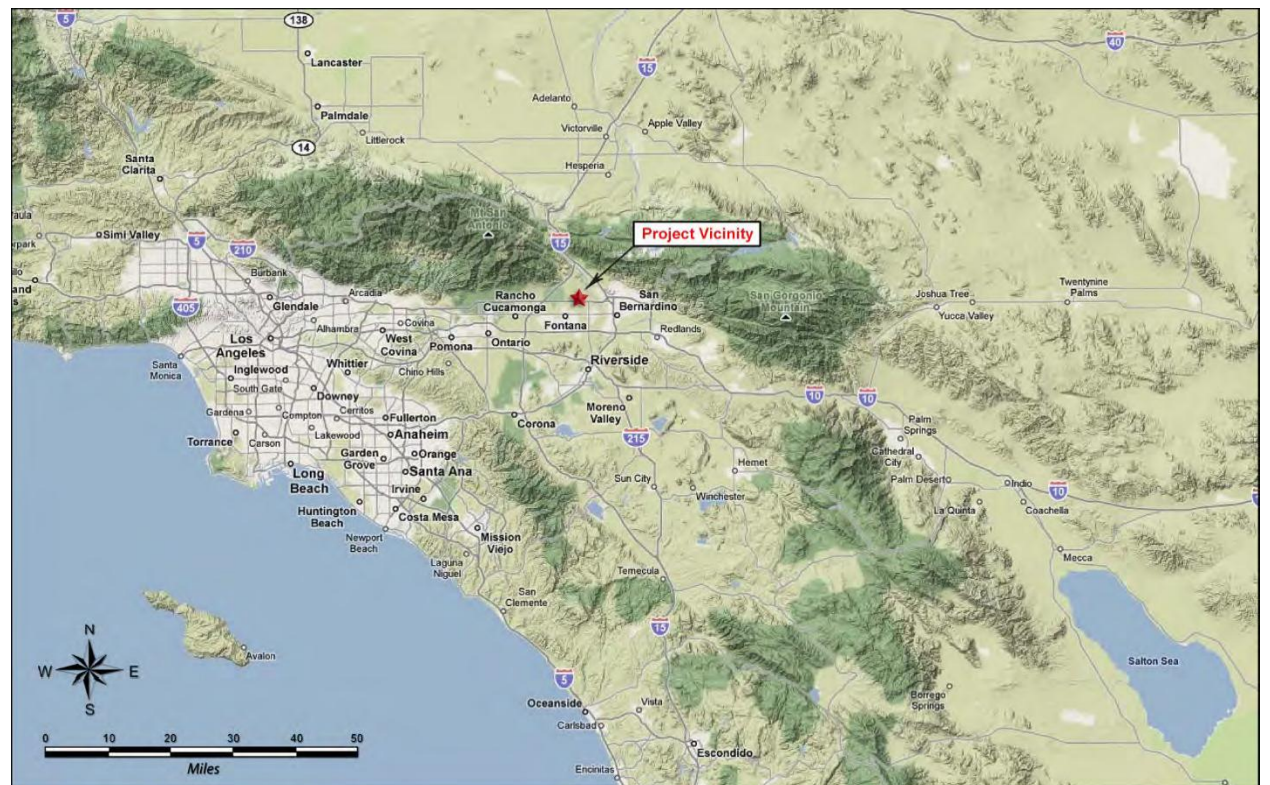 5
138
40
Lancaster
15
Adelanto
Palmdale
Apple Valley
Victorville
Littlerock
14
Santa
Clarita
Hesperia
Mt San
Antonio
Project Vicinity
Simi Valley
5
210
15
Burbank
Rancho
Cucamonga
San
Bernardino
San Gorgonio
Mountain
Joshua Tree
Twentynine
Palms
405
Glendale
Arcadia
Yucca Valley
Alhambra
Covina
Fontana
Redlands
Los
Angeles
West
Covina
Pomona
Ontario
Santa
Monica
Inglewood
Whittier
Chino Hills
Riverside
South Gate
Downey
10
10
Gardena
Compton
Cerritos
Fullerton
Corona
Moreno
Valley
Palm
Springs
Torrance
Carson
Lakewood
Anaheim
215
Cathedral
City
Garden
Grove
Orange
Long
Beach
Santa Ana
Sun City
Hemet
Palm Desert
Indio
10
Irvine
Winchester
Huntington
Beach
Costa Mesa
La Quinta
Coachella
Newport
Beach
Mission
Viejo
Mecca
Laguna
Niguel
Temecula
San
Clemente
15
N
W
E
S
Avalon
Salton Sea
5
Borrego
Springs
Oceanside
Vista
Carlsbad
0
10
20
30
40
50
Escondido
Miles
Encinitas